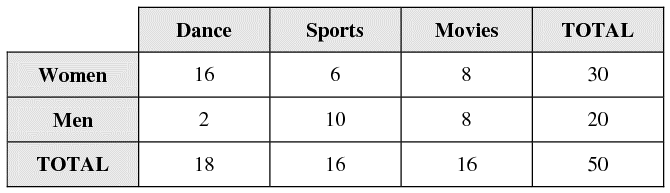 Dance Sports Movies TOTAL
Women 16 6 8 30
Men 2 10 8 20
TOTAL 18 16 16 50